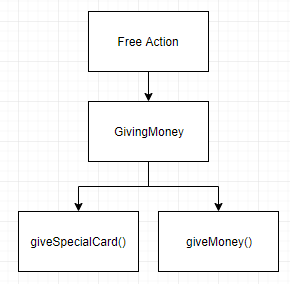 Free Action
GivingMoney
giveSpecialCard()
giveMoney()